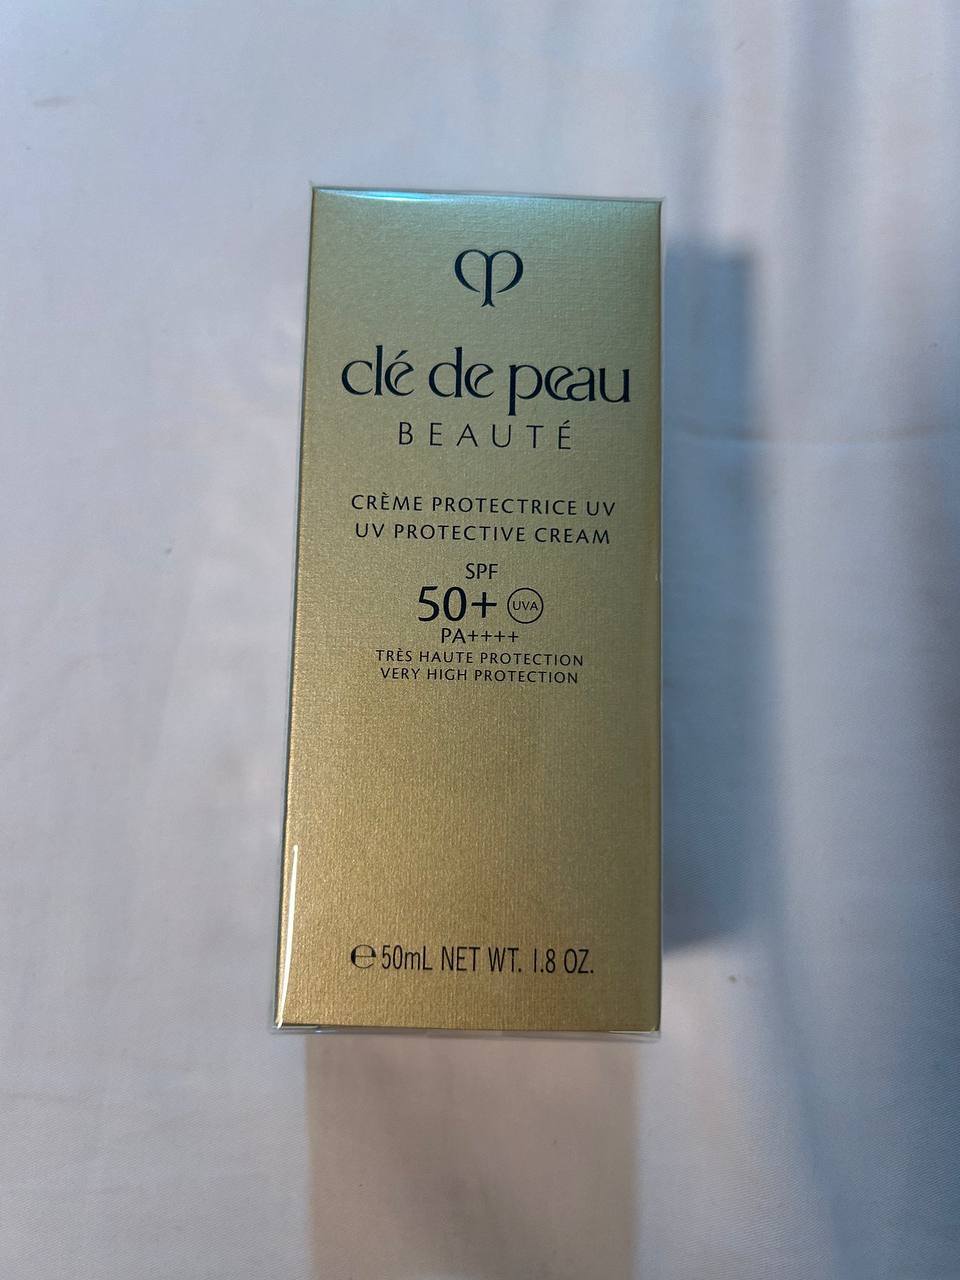 clé de peau
BEAUTÉ
CRÈME PROTECTRICE UV
UV PROTECTIVE CREAM
SPF
50+ UVA
PA++++
TRÈS HAUTE PROTECTION
VERY HIGH PROTECTION
℮ 50mL NET WT. 1.8 OZ.